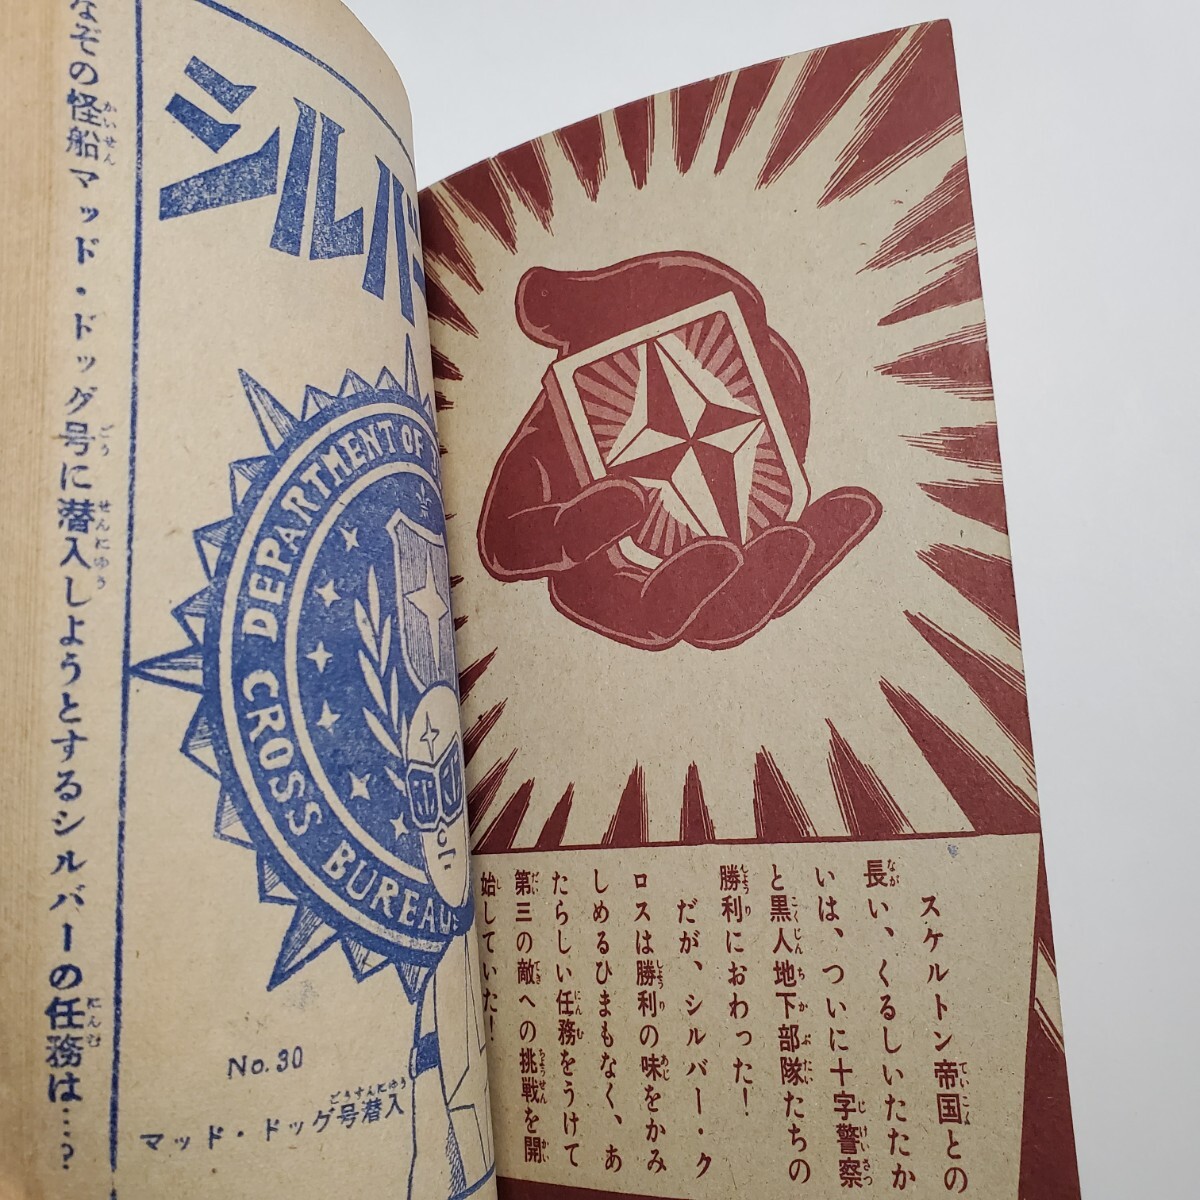 スケルトン帝国との
長い、くるしいたたか
いは、ついに十字警察
と黒人地下部隊たちの
勝利におわった！
だが、シルバー・ク
ロスは勝利の味をかみ
しめるひまもなく、あ
たらしい任務をうけて
第三の敵への挑戦を開
始していた！
シルバー
DEPARTMENT OF
CROSS BUREAU
No.30
マッド・ドッグ号潜入
なぞの怪船マッド・ドッグ号に潜入しようとするシルバーの任務は…？